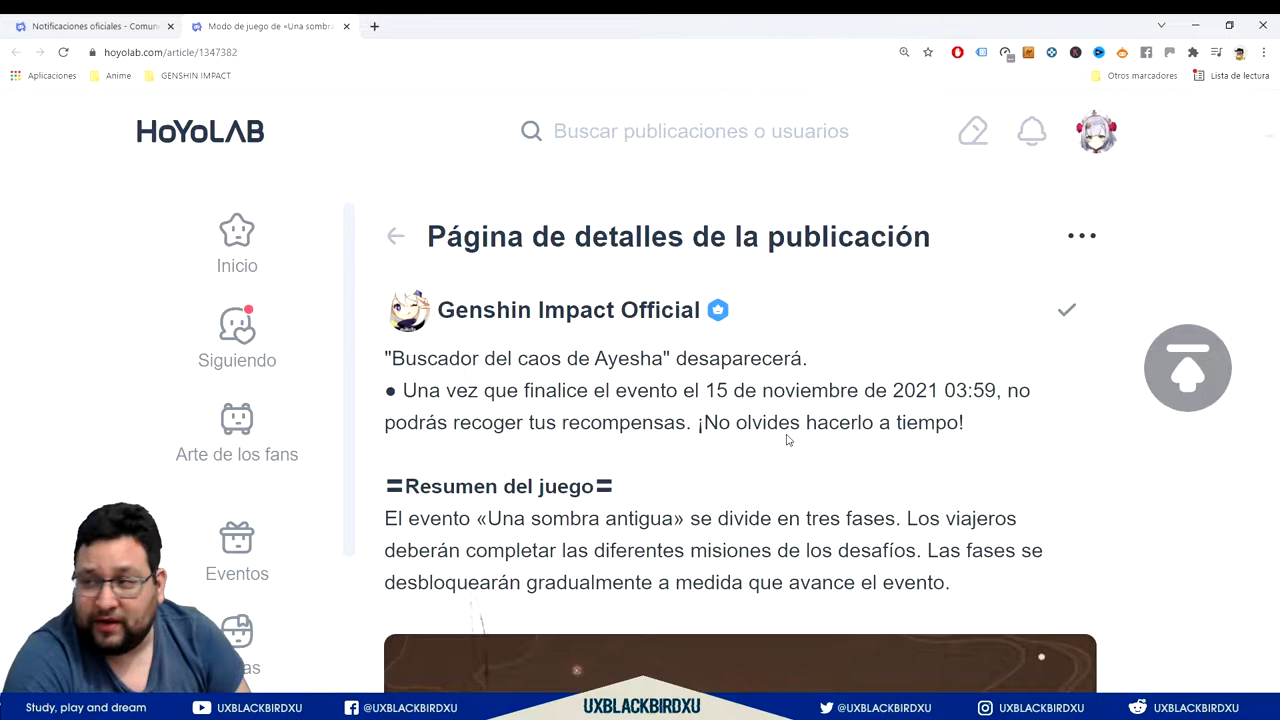 Notificaciones oficiales - Comun
Modo de juego de «Una sombra
hoyolab.com/article/1347382
Aplicaciones
Anime
GENSHIN IMPACT
Otros marcadores
Lista de lectura
HoYoLAB
Buscar publicaciones o usuarios
Inicio
Siguiendo
Arte de los fans
Eventos
as
Página de detalles de la publicación
Genshin Impact Official
"Buscador del caos de Ayesha" desaparecerá.
● Una vez que finalice el evento el 15 de noviembre de 2021 03:59, no
podrás recoger tus recompensas. ¡No olvides hacerlo a tiempo!
〓Resumen del juego〓
El evento «Una sombra antigua» se divide en tres fases. Los viajeros
deberán completar las diferentes misiones de los desafíos. Las fases se
desbloquearán gradualmente a medida que avance el evento.
Study, play and dream
UXBLACKBIRDXU
@UXBLACKBIRDXU
UXBLACKBIRDXU
@UXBLACKBIRDXU
UXBLACKBIRDXU
UXBLACKBIRDXU